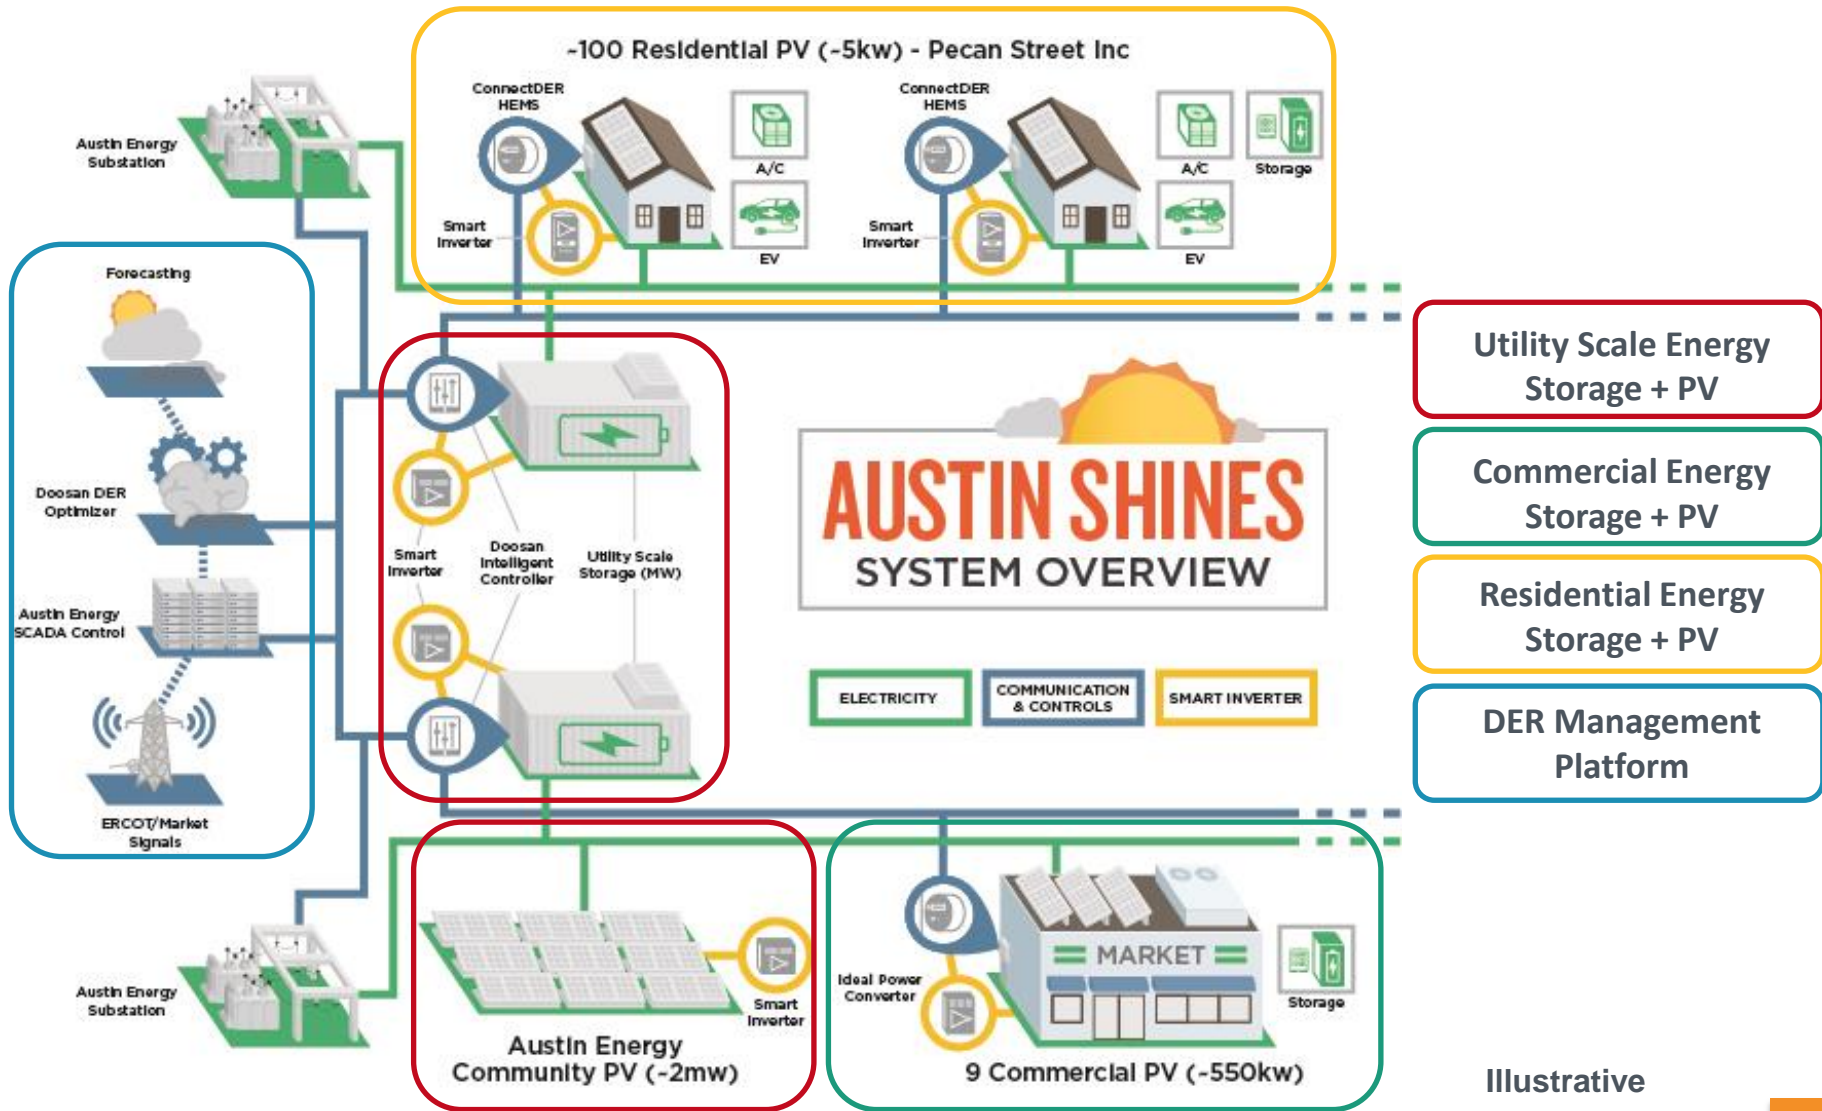 ~100 Residential PV (~5kw) - Pecan Street Inc
ConnectDER
HEMS
A/C
Smart
Inverter
EV
ConnectDER
HEMS
A/C
Storage
Smart
Inverter
EV
Austin Energy
Substation
Forecasting
Doosan DER
Optimizer
Austin Energy
SCADA Control
ERCOT/Market
Signals
Smart
Inverter
Doosan
Intelligent
Controller
Utility Scale
Storage (MW)
AUSTIN SHINES
SYSTEM OVERVIEW
ELECTRICITY
COMMUNICATION
& CONTROLS
SMART INVERTER
Utility Scale Energy
Storage + PV
Commercial Energy
Storage + PV
Residential Energy
Storage + PV
DER Management
Platform
Austin Energy
Substation
Smart
Inverter
Austin Energy
Community PV (~2mw)
Ideal Power
Converter
MARKET
Storage
9 Commercial PV (~550kw)
Illustrative